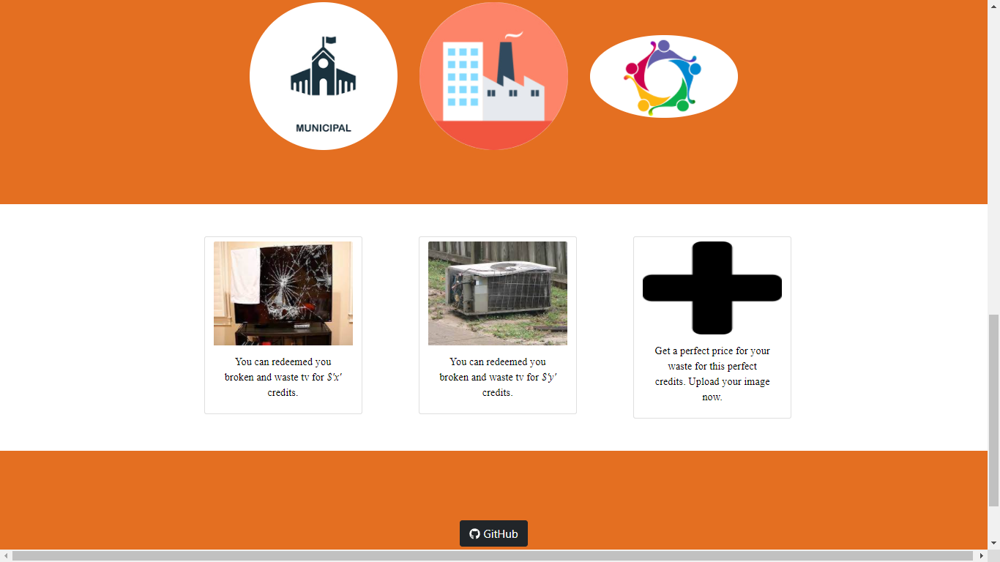 MUNICIPAL
You can redeemed you
broken and waste tv for $'x'
credits.
You can redeemed you
broken and waste tv for $'y'
credits.
Get a perfect price for your
waste for this perfect
credits. Upload your image
now.
GitHub